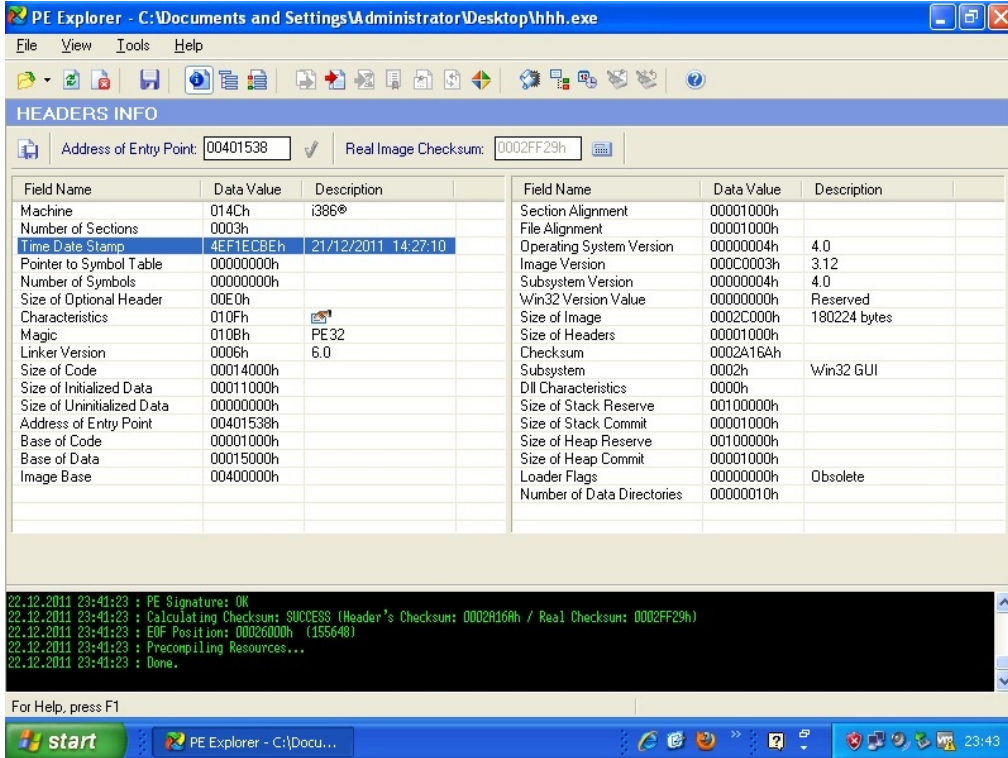 PE Explorer - C:\Documents and Settings\Administrator\Desktop\hhh.exe
File View Tools Help
HEADERS INFO
Address of Entry Point: 00401538 Real Image Checksum: 0002FF29h
Field Name Data Value Description
Machine 014Ch i386®
Number of Sections 0003h
Time Date Stamp 4EF1ECBEh 21/12/2011 14:27:10
Pointer to Symbol Table 00000000h
Number of Symbols 00000000h
Size of Optional Header 00E0h
Characteristics 010Fh
Magic 010Bh PE32
Linker Version 0006h 6.0
Size of Code 00014000h
Size of Initialized Data 00011000h
Size of Uninitialized Data 00000000h
Address of Entry Point 00401538h
Base of Code 00001000h
Base of Data 00015000h
Image Base 00400000h
Field Name Data Value Description
Section Alignment 00001000h
File Alignment 00001000h
Operating System Version 00000004h 4.0
Image Version 000C0003h 3.12
Subsystem Version 00000004h 4.0
Win32 Version Value 00000000h Reserved
Size of Image 0002C000h 180224 bytes
Size of Headers 00001000h
Checksum 0002A16Ah
Subsystem 0002h Win32 GUI
Dll Characteristics 0000h
Size of Stack Reserve 00100000h
Size of Stack Commit 00001000h
Size of Heap Reserve 00100000h
Size of Heap Commit 00001000h
Loader Flags 00000000h Obsolete
Number of Data Directories 00000010h
22.12.2011 23:41:23 : PE Signature: OK
22.12.2011 23:41:23 : Calculating Checksum: SUCCESS (Header's Checksum: 0002A16Ah / Real Checksum: 0002FF29h)
22.12.2011 23:41:23 : EOF Position: 00026000h (155648)
22.12.2011 23:41:23 : Precompiling Resources...
22.12.2011 23:41:23 : Done.
For Help, press F1
start PE Explorer - C:\Docu... 23:43